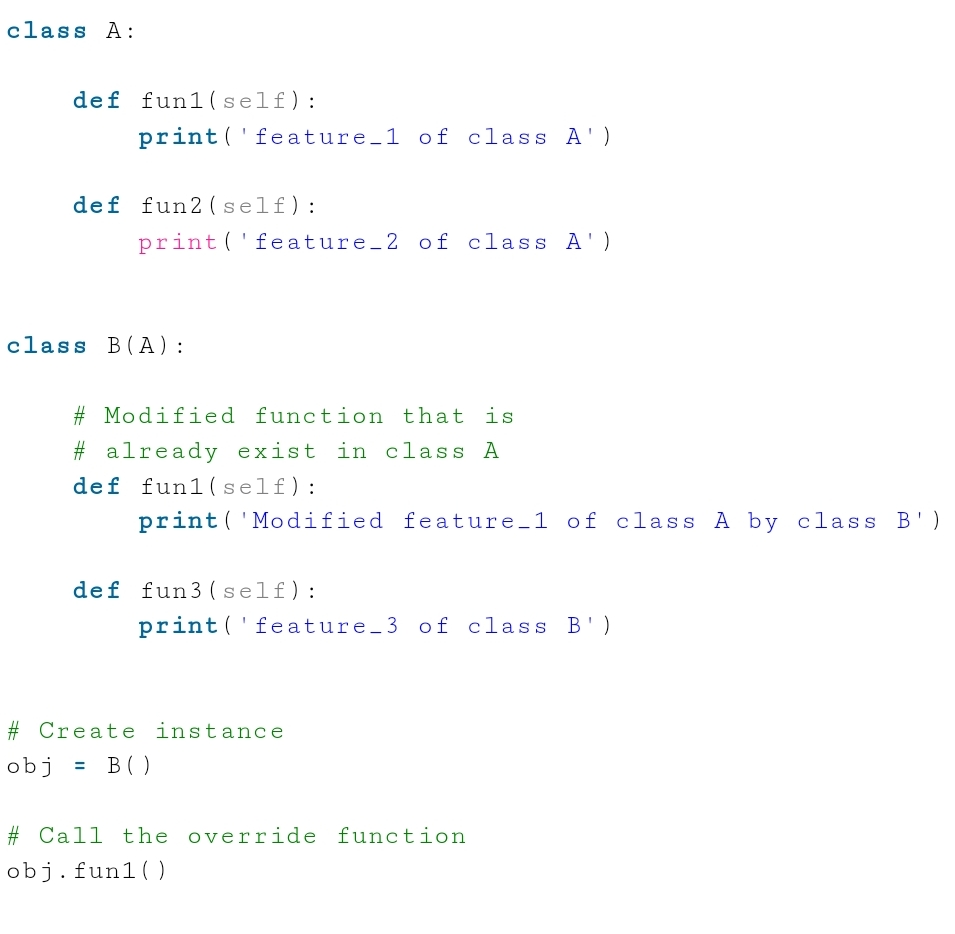 class A:
    def fun1(self):
        print('feature_1 of class A')
    def fun2(self):
        print('feature_2 of class A')
class B(A):
    # Modified function that is
    # already exist in class A
    def fun1(self):
        print('Modified feature_1 of class A by class B')
    def fun3(self):
        print('feature_3 of class B')
# Create instance
obj = B()
# Call the override function
obj.fun1()